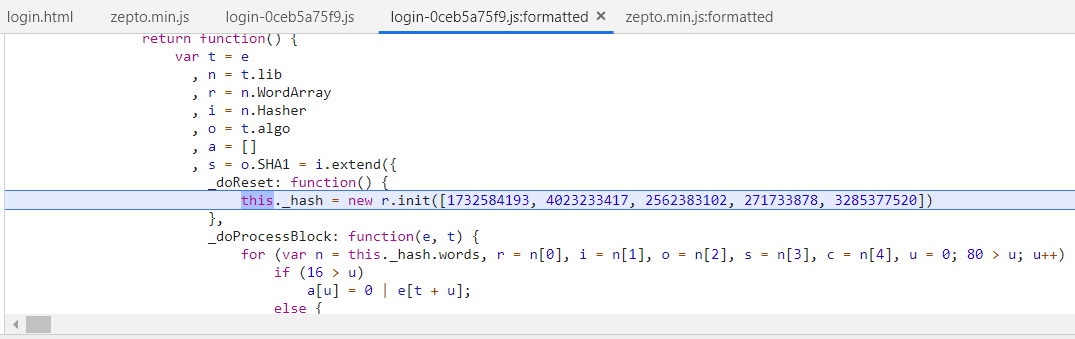 login.html zepto.min.js login-0ceb5a75f9.js login-0ceb5a75f9.js:formatted × zepto.min.js:formatted
return function() {
var t = e
, n = t.lib
, r = n.WordArray
, i = n.Hasher
, o = t.algo
, a = []
, s = o.SHA1 = i.extend({
_doReset: function() {
this._hash = new r.init([1732584193, 4023233417, 2562383102, 271733878, 3285377520])
},
_doProcessBlock: function(e, t) {
for (var n = this._hash.words, r = n[0], i = n[1], o = n[2], s = n[3], c = n[4], u = 0; 80 > u; u++)
if (16 > u)
a[u] = 0 | e[t + u];
else {